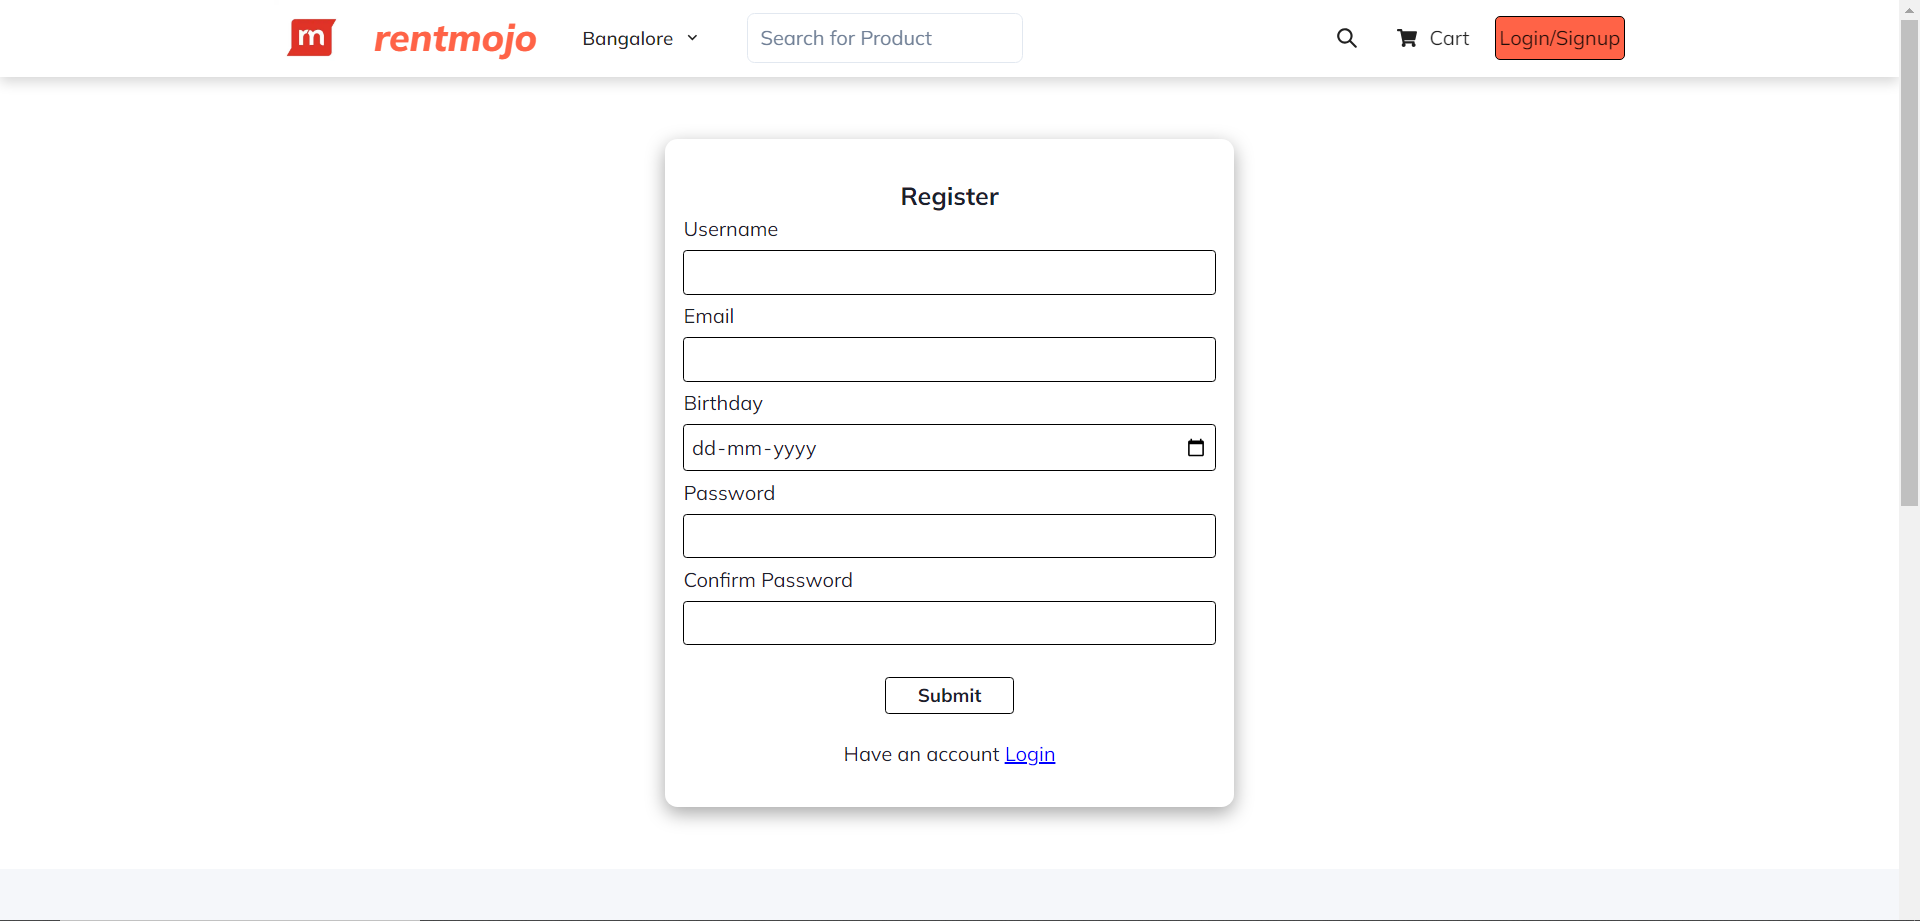 m rentmojo Bangalore Search for Product Cart Login/Signup
Register
Username
Email
Birthday
dd-mm-yyyy
Password
Confirm Password
Submit
Have an account Login